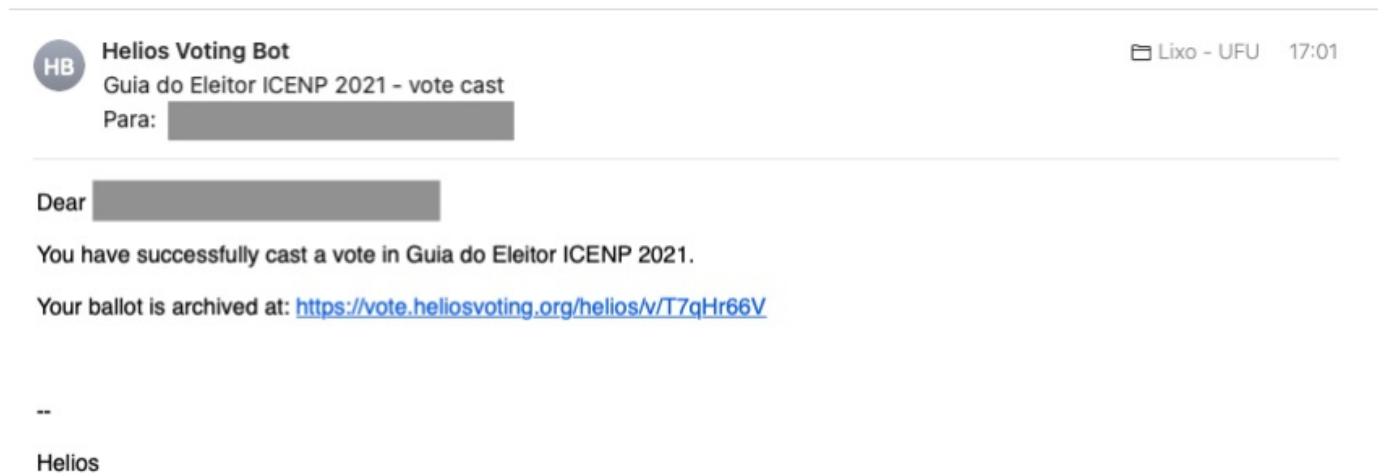 HB
Helios Voting Bot
Lixo - UFU 17:01
Guia do Eleitor ICENP 2021 - vote cast
Para:
Dear
You have successfully cast a vote in Guia do Eleitor ICENP 2021.
Your ballot is archived at: https://vote.heliosvoting.org/helios/v/T7qHr66V
--
Helios